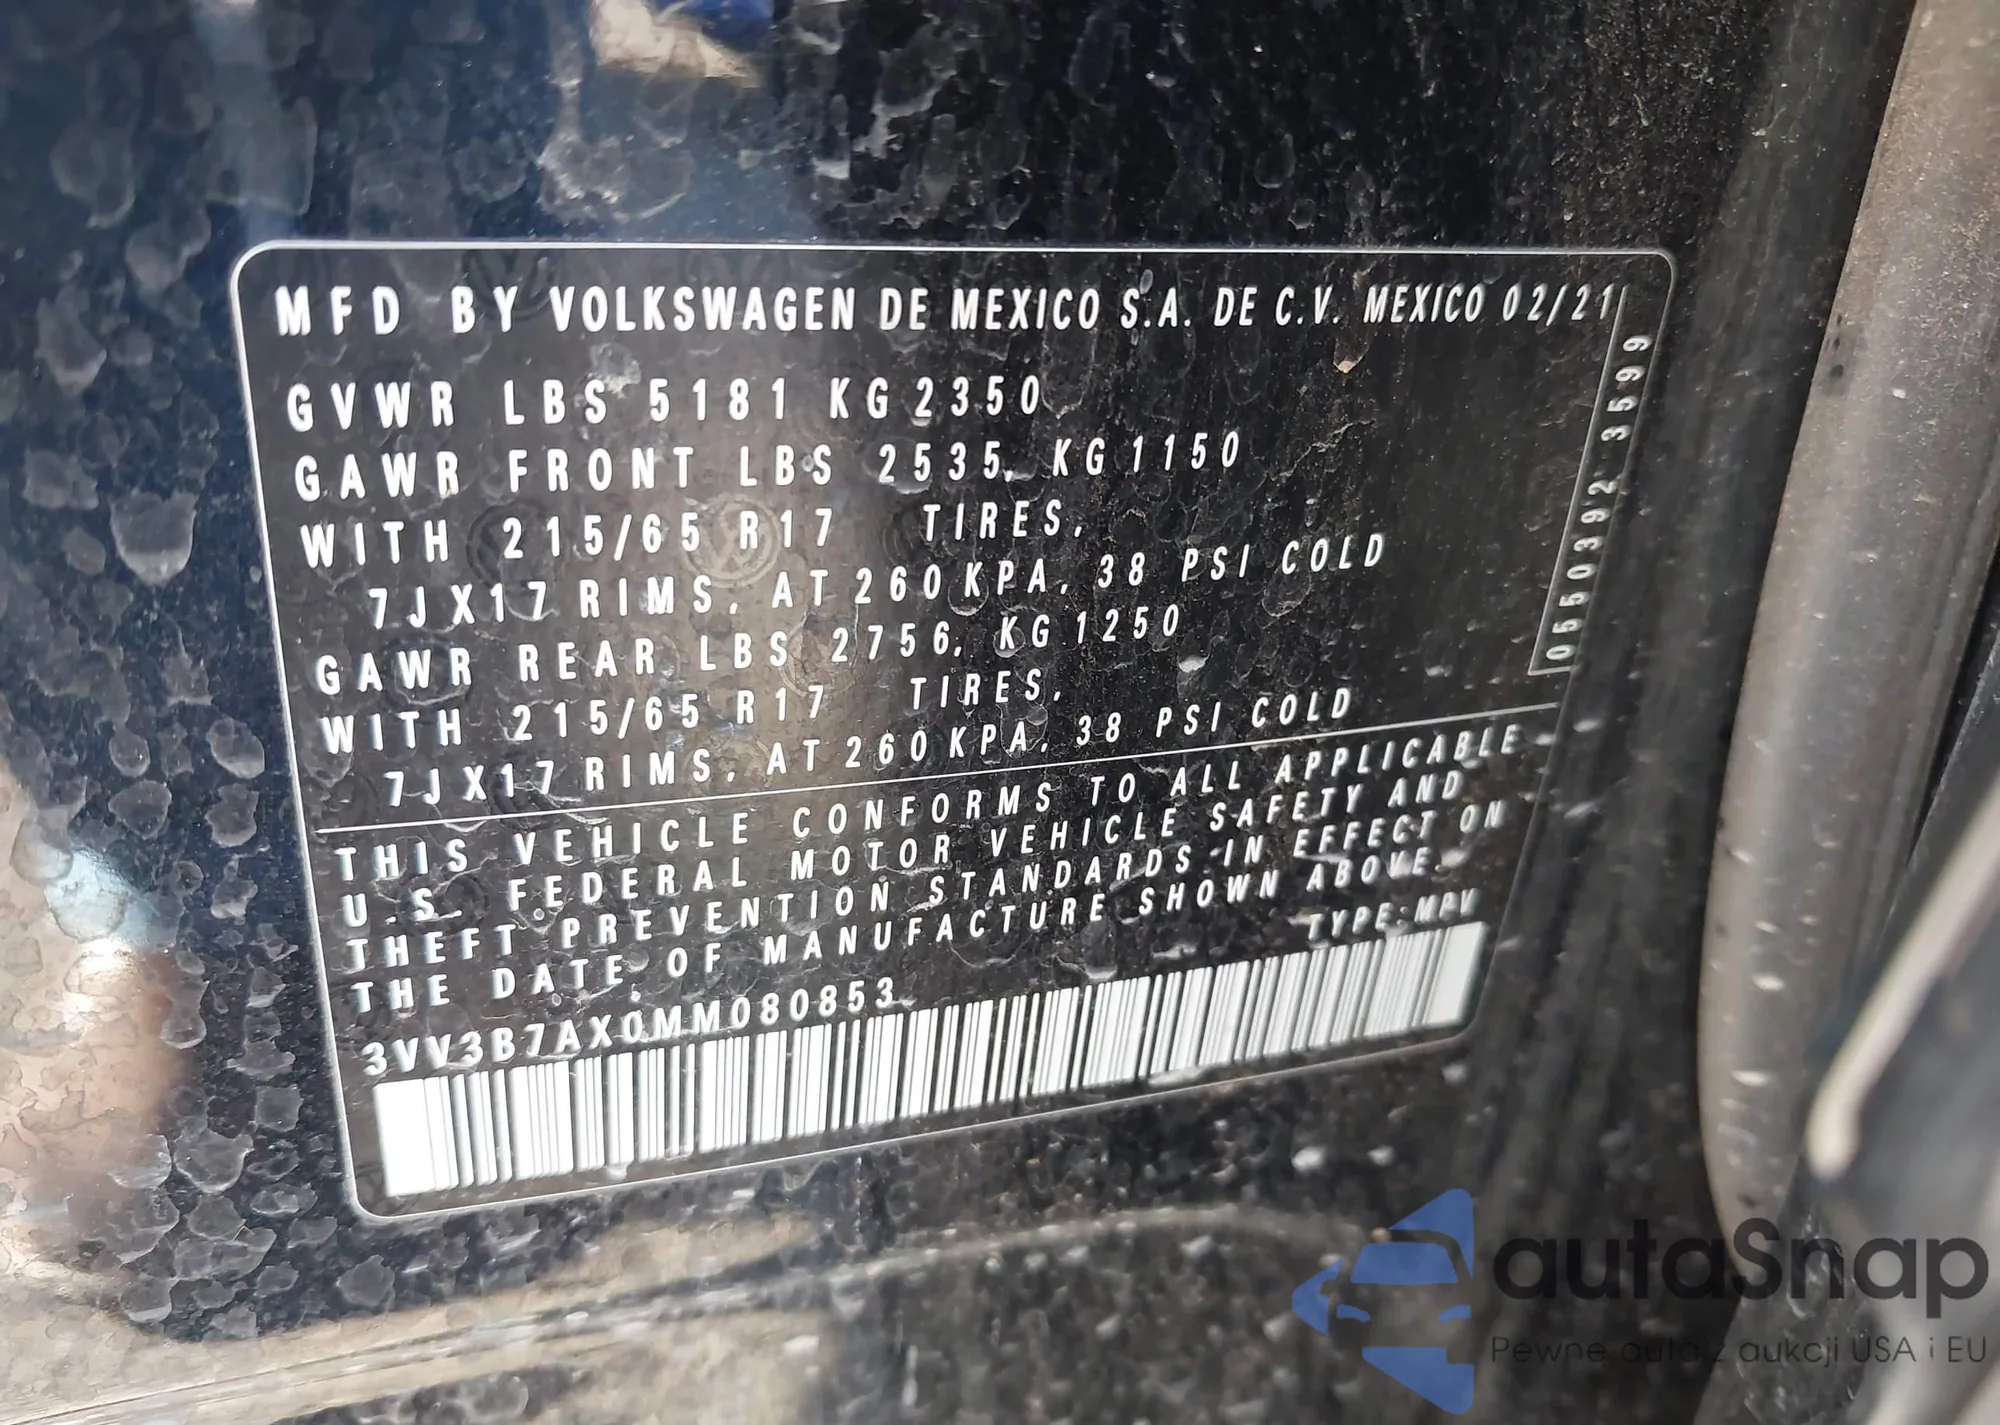 MFD BY VOLKSWAGEN DE MEXICO S.A. DE C.V. MEXICO 02/21
GVWR LBS 5181 KG 2350
GAWR FRONT LBS 2535, KG 1150
WITH 215/65 R17 TIRES,
7JX17 RIMS, AT 260 KPA, 38 PSI COLD
GAWR REAR LBS 2756, KG 1250
WITH 215/65 R17 TIRES,
7JX17 RIMS, AT 260 KPA, 38 PSI COLD
0550392 3599
THIS VEHICLE CONFORMS TO ALL APPLICABLE
U.S. FEDERAL MOTOR VEHICLE SAFETY AND
THEFT PREVENTION STANDARDS IN EFFECT ON
THE DATE OF MANUFACTURE SHOWN ABOVE.
TYPE: MPV
3VV3B7AX0MM080853
autaSnap
Pewne auta z aukcji USA i EU